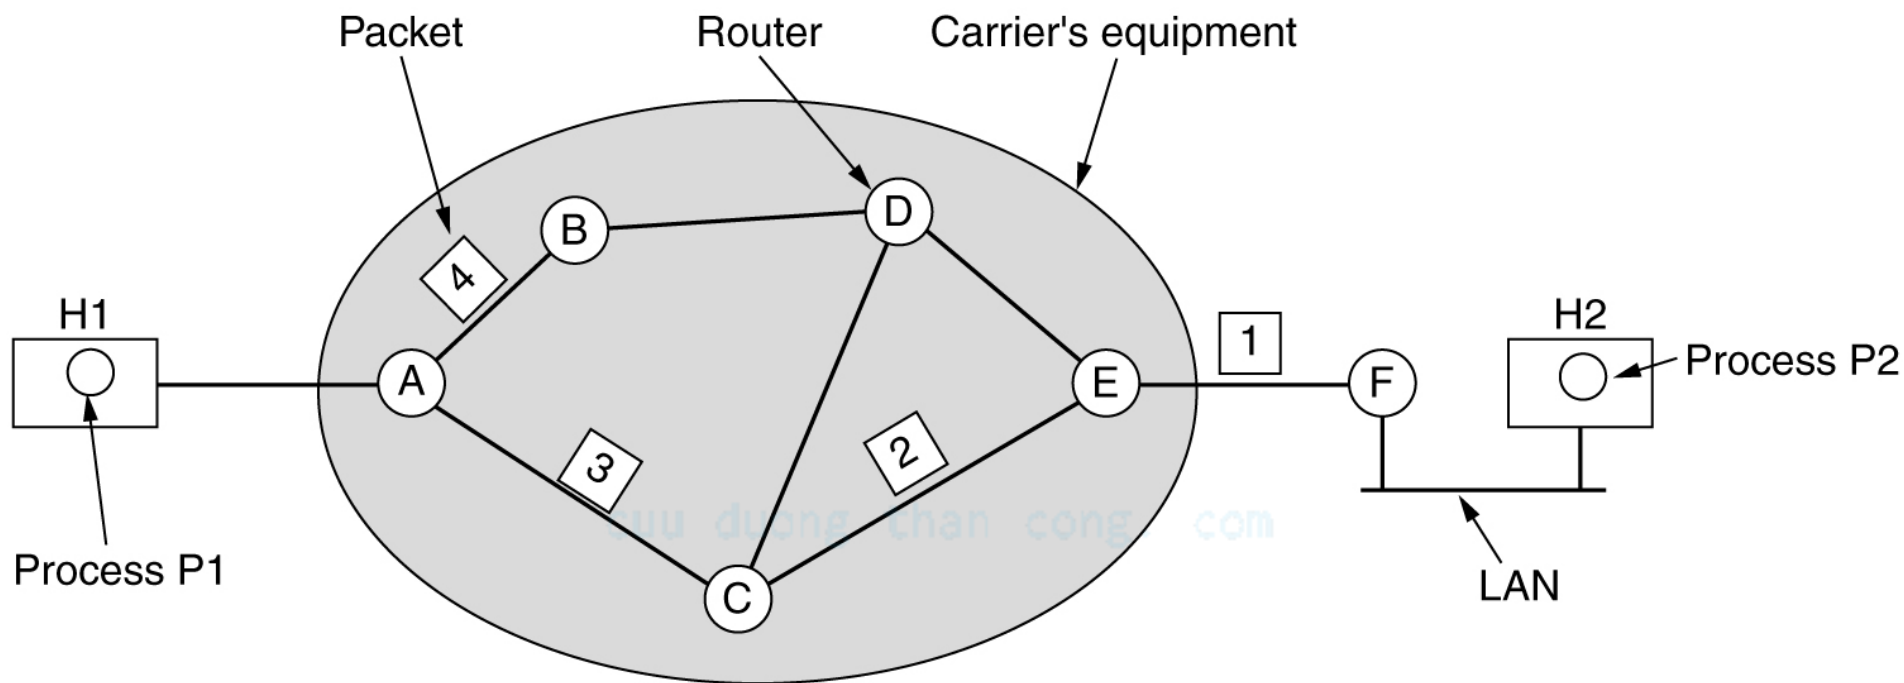 Packet
Router
Carrier's equipment
B
D
4
H1
H2
1
Process P2
A
E
F
3
2
cuu duong than cong. com
Process P1
LAN
C